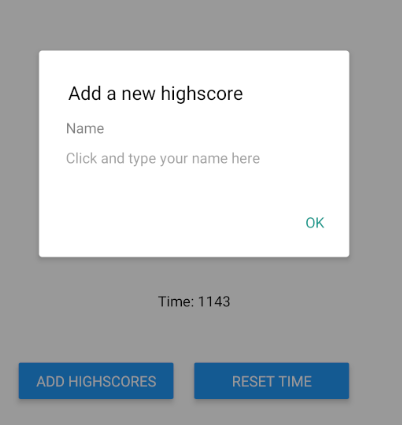 Add a new highscore
Name
Click and type your name here
OK
Time: 1143
ADD HIGHSCORES
RESET TIME